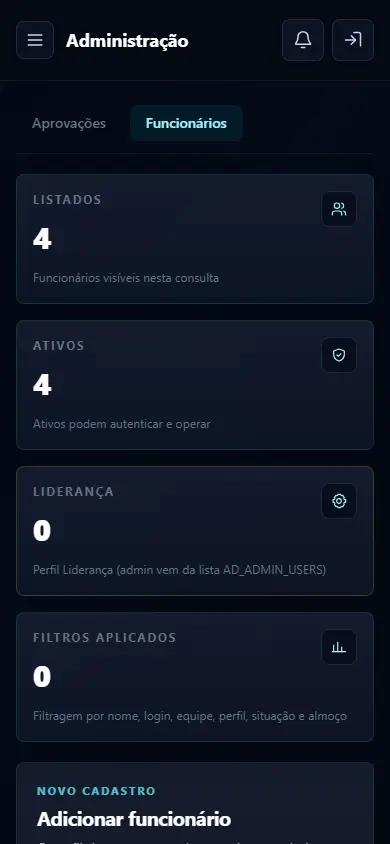 Administração
Aprovações
Funcionários
LISTADOS
4
Funcionários visíveis nesta consulta
ATIVOS
4
Ativos podem autenticar e operar
LIDERANÇA
0
Perfil Liderança (admin vem da lista AD_ADMIN_USERS)
FILTROS APLICADOS
0
Filtragem por nome, login, equipe, perfil, situação e almoço
NOVO CADASTRO
Adicionar funcionário